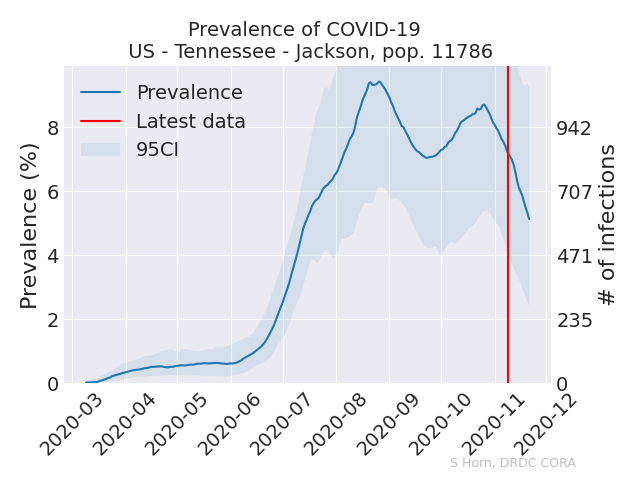 Prevalence of COVID-19
US - Tennessee - Jackson, pop. 11786
Prevalence
Latest data
95CI
Prevalence (%)
8
6
4
2
0
942
707
471
235
0
# of infections
2020-03
2020-04
2020-05
2020-06
2020-07
2020-08
2020-09
2020-10
2020-11
2020-12
S Horn, DRDC CORA